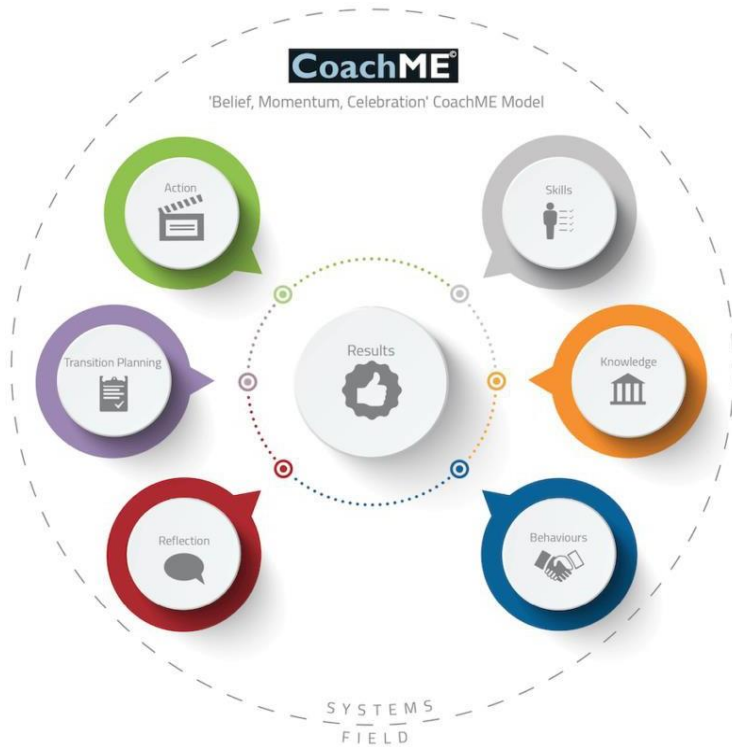 CoachME©
'Belief, Momentum, Celebration' CoachME Model
Action
Skills
Transition Planning
Results
Knowledge
Reflection
Behaviours
SYSTEMS
FIELD